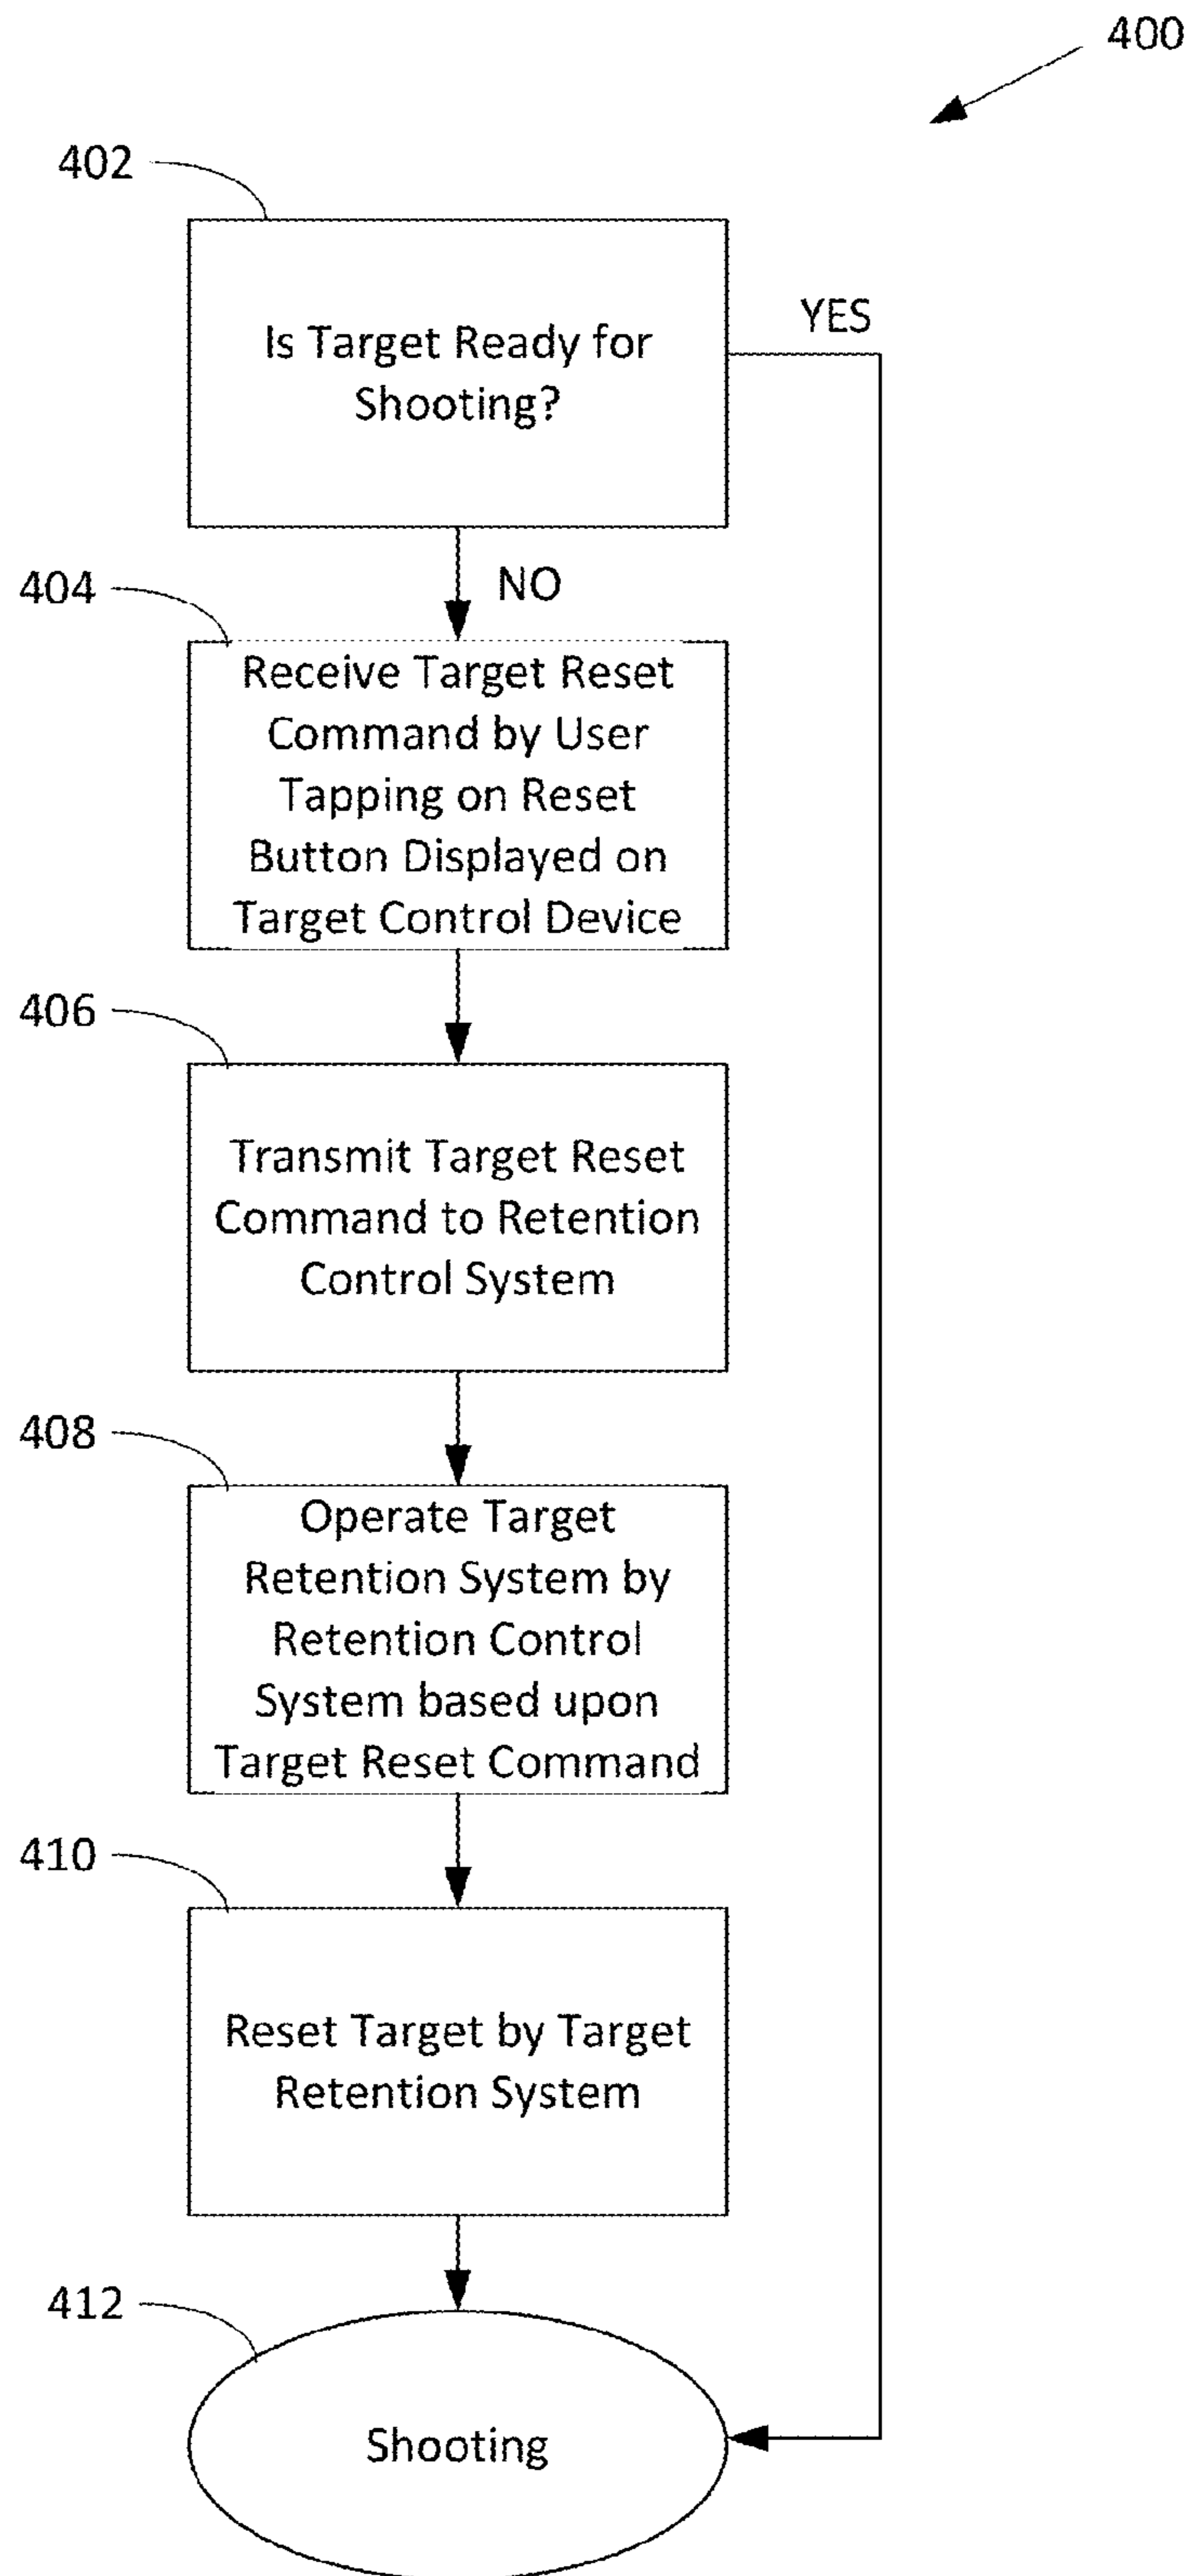 400
402
Is Target Ready for
Shooting?
YES
NO
404
Receive Target Reset
Command by User
Tapping on Reset
Button Displayed on
Target Control Device
406
Transmit Target Reset
Command to Retention
Control System
408
Operate Target
Retention System by
Retention Control
System based upon
Target Reset Command
410
Reset Target by Target
Retention System
412
Shooting